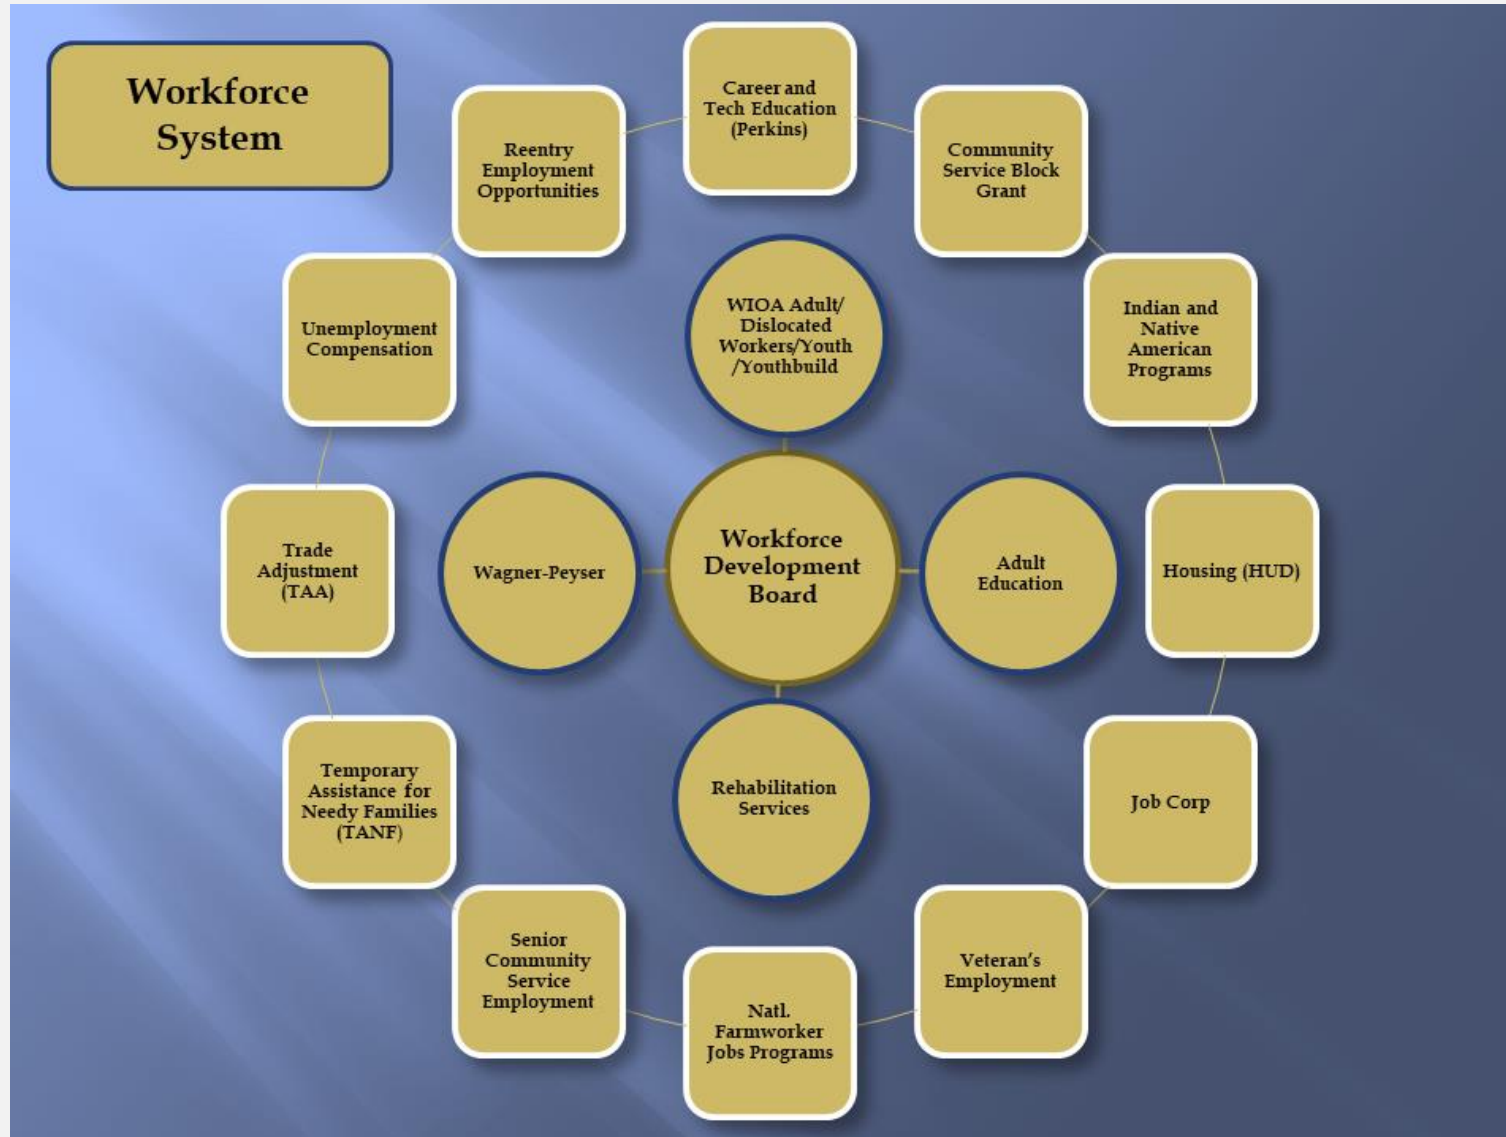 Workforce
System
Career and
Tech Education
(Perkins)
Community
Service Block
Grant
Indian and
Native
American
Programs
Housing (HUD)
Job Corp
Veteran’s
Employment
Natl.
Farmworker
Jobs Programs
Senior
Community
Service
Employment
Temporary
Assistance for
Needy Families
(TANF)
Trade
Adjustment
(TAA)
Unemployment
Compensation
Reentry
Employment
Opportunities
WIOA Adult/
Dislocated
Workers/Youth
/Youthbuild
Adult
Education
Rehabilitation
Services
Wagner-Peyser
Workforce
Development
Board